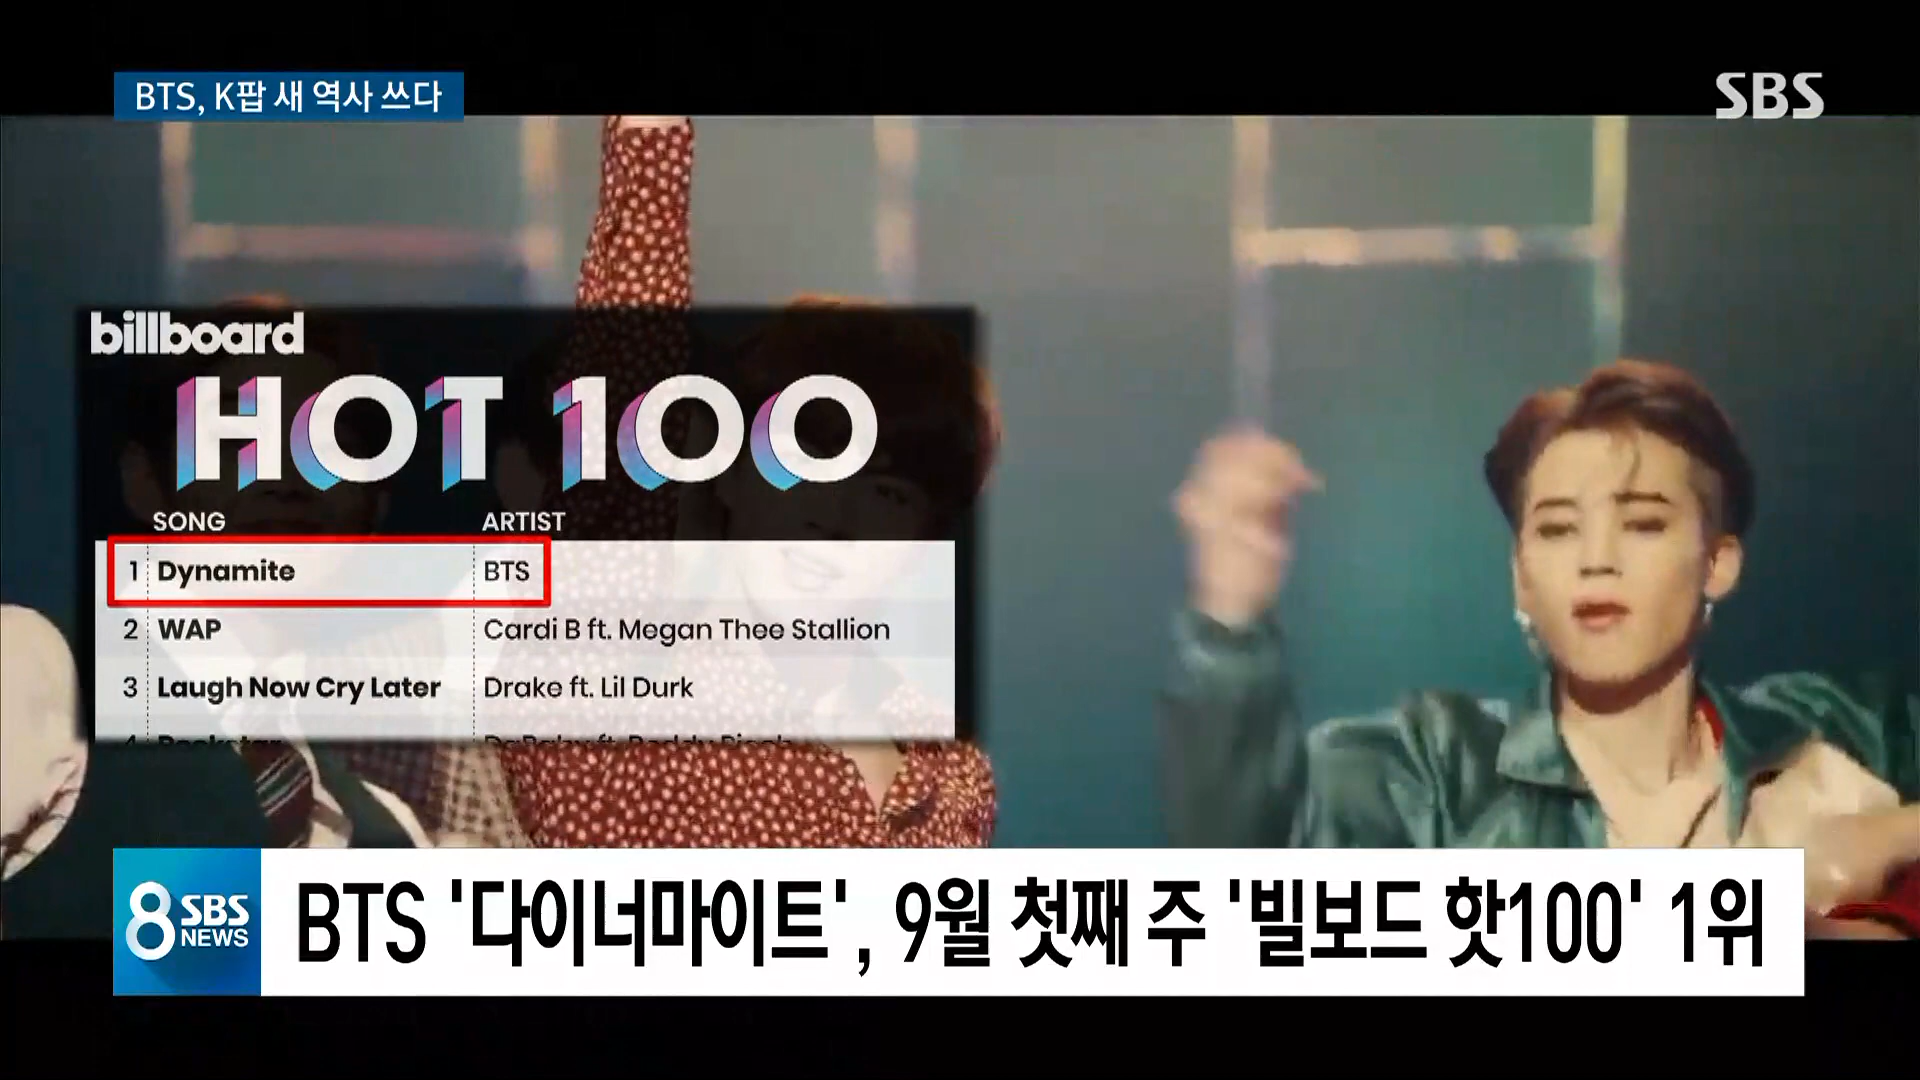 BTS, K팝 새 역사 쓰다
SBS
billboard
HOT 100
SONG ARTIST
1 Dynamite BTS
2 WAP Cardi B ft. Megan Thee Stallion
3 Laugh Now Cry Later Drake ft. Lil Durk
8 SBS NEWS
BTS '다이너마이트', 9월 첫째 주 '빌보드 핫100' 1위